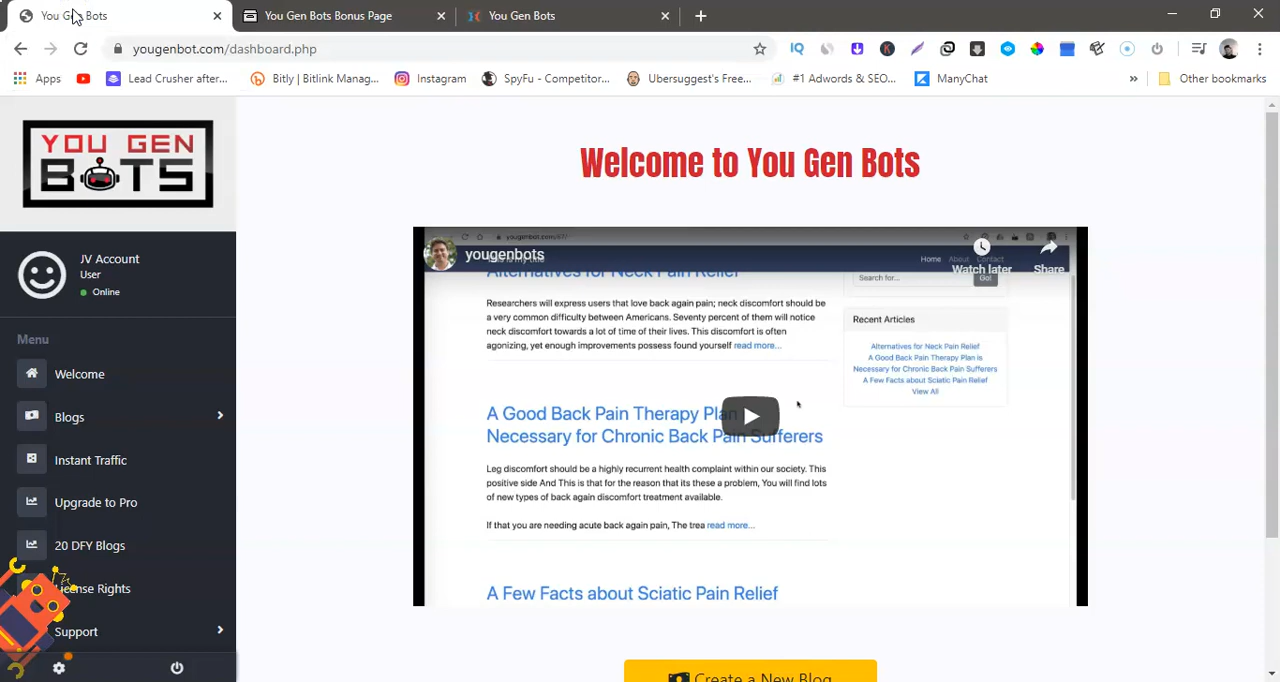 You Gen Bots
You Gen Bots Bonus Page
You Gen Bots
yougenbot.com/dashboard.php
Apps
Lead Crusher after...
Bitly | Bitlink Manag...
Instagram
SpyFu - Competitor...
Ubersuggest's Free...
#1 Adwords & SEO...
ManyChat
Other bookmarks
YOU GEN
BOTS
JV Account
User
Online
Menu
Welcome
Blogs
Instant Traffic
Upgrade to Pro
20 DFY Blogs
License Rights
Support
Welcome to You Gen Bots
yougenbot.com/67/
yougenbots
Home About Contact
Watch later
Share
Alternatives for Neck Pain Relief
Researchers will express users that love back again pain; neck discomfort should be
a very common difficulty between Americans. Seventy percent of them will notice
neck discomfort towards a lot of time of their lives. This discomfort is often
agonizing, yet enough improvements possess found yourself read more...
A Good Back Pain Therapy Plan
Necessary for Chronic Back Pain Sufferers
Leg discomfort should be a highly recurrent health complaint within our society. This
positive side And This is that for the reason that its these a problem, You will find lots
of new types of back again discomfort treatment available.
If that you are needing acute back again pain, The trea read more...
A Few Facts about Sciatic Pain Relief
Search for...
Go!
Recent Articles
Alternatives for Neck Pain Relief
A Good Back Pain Therapy Plan is
Necessary for Chronic Back Pain Sufferers
A Few Facts about Sciatic Pain Relief
View All
Create a New Blog